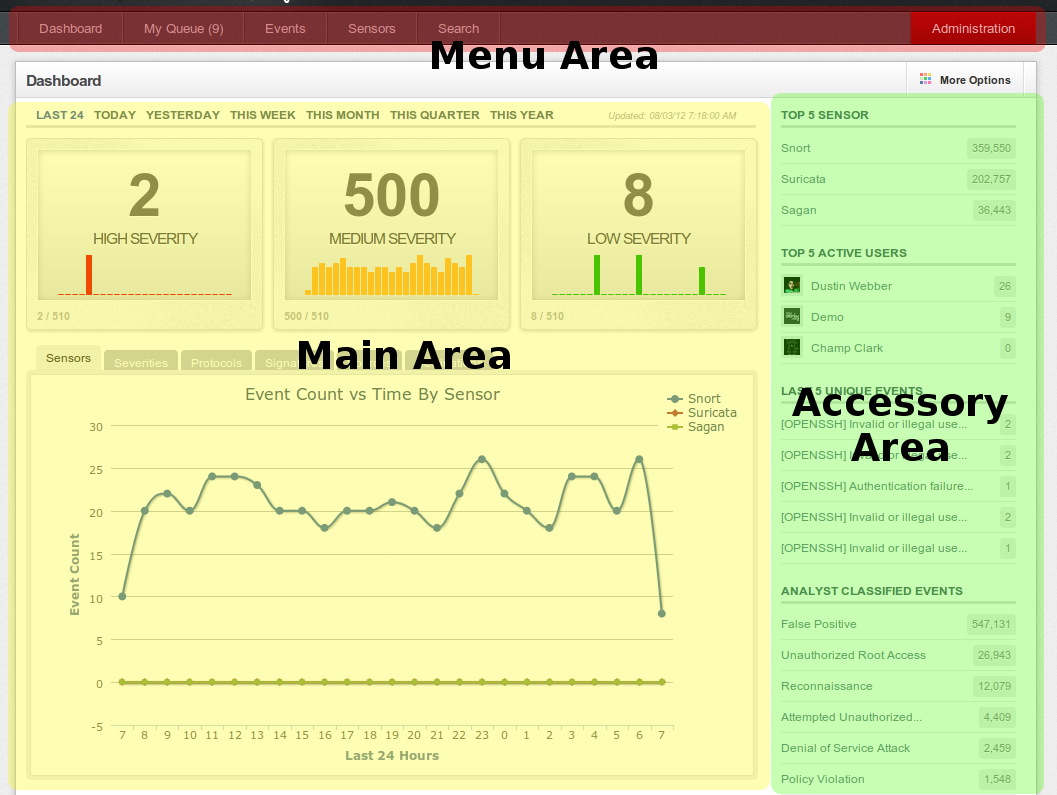 Dashboard My Queue (9) Events Sensors Search Administration
Menu Area
Dashboard More Options
LAST 24 TODAY YESTERDAY THIS WEEK THIS MONTH THIS QUARTER THIS YEAR Updated: 08/03/12 7:18:00 AM
2
HIGH SEVERITY
2 / 510
500
MEDIUM SEVERITY
500 / 510
8
LOW SEVERITY
8 / 510
Main Area
Sensors Severities Protocols
Event Count vs Time By Sensor
Snort
Suricata
Sagan
30
25
20
15
10
5
0
-5
Event Count
7 8 9 10 11 12 13 14 15 16 17 18 19 20 21 22 23 0 1 2 3 4 5 6 7
Last 24 Hours
TOP 5 SENSOR
Snort 359,550
Suricata 202,757
Sagan 36,443
TOP 5 ACTIVE USERS
Dustin Webber 26
Demo 9
Champ Clark 0
LAST 5 UNIQUE EVENTS
Accessory
Area
[OPENSSH] Invalid or illegal use... 2
[OPENSSH] Invalid or illegal use... 2
[OPENSSH] Authentication failure... 1
[OPENSSH] Invalid or illegal use... 2
[OPENSSH] Invalid or illegal use... 1
ANALYST CLASSIFIED EVENTS
False Positive 547,131
Unauthorized Root Access 26,943
Reconnaissance 12,079
Attempted Unauthorized... 4,409
Denial of Service Attack 2,459
Policy Violation 1,548